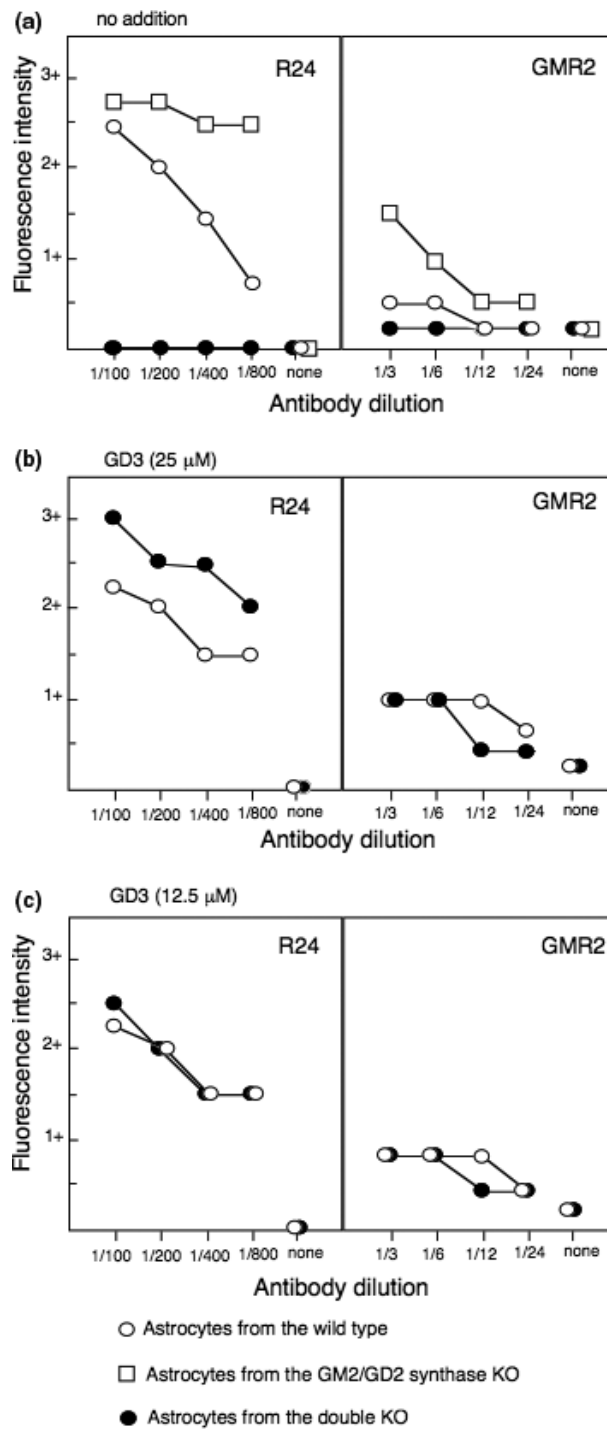 (a) no addition
R24 GMR2
3+
2+
1+
Fluorescence intensity
1/100 1/200 1/400 1/800 none 1/3 1/6 1/12 1/24 none
Antibody dilution
(b) GD3 (25 μM)
R24 GMR2
3+
2+
1+
Fluorescence intensity
1/100 1/200 1/400 1/800 none 1/3 1/6 1/12 1/24 none
Antibody dilution
(c) GD3 (12.5 μM)
R24 GMR2
3+
2+
1+
Fluorescence intensity
1/100 1/200 1/400 1/800 none 1/3 1/6 1/12 1/24 none
Antibody dilution
Astrocytes from the wild type
Astrocytes from the GM2/GD2 synthase KO
Astrocytes from the double KO